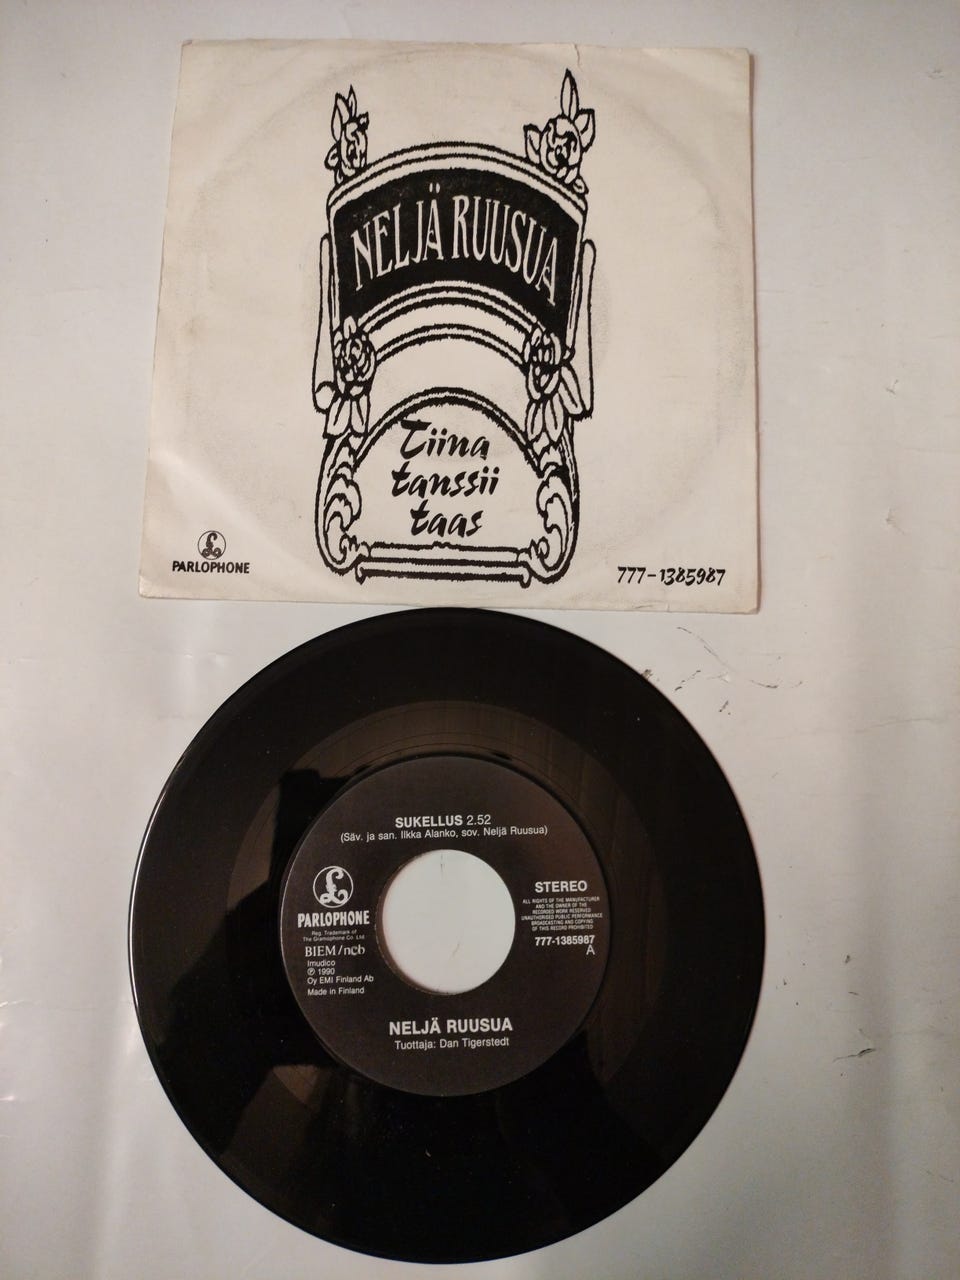 NELJÄ RUUSUA
Tiina
tanssii
taas
PARLOPHONE
777-1385987
SUKELLUS 2.52
(Säv. ja san. Ilkka Alanko, sov. Neljä Ruusua)
PARLOPHONE
Reg. Trademark of
The Gramophone Co. Ltd.
BIEM/ncb
Imudico
℗ 1990
Oy EMI Finland Ab
Made in Finland
STEREO
ALL RIGHTS OF THE MANUFACTURER
AND THE OWNER OF THE
RECORDED WORK RESERVED
UNAUTHORISED PUBLIC PERFORMANCE
BROADCASTING AND COPYING
OF THIS RECORD PROHIBITED
777-1385987
A
NELJÄ RUUSUA
Tuottaja: Dan Tigerstedt